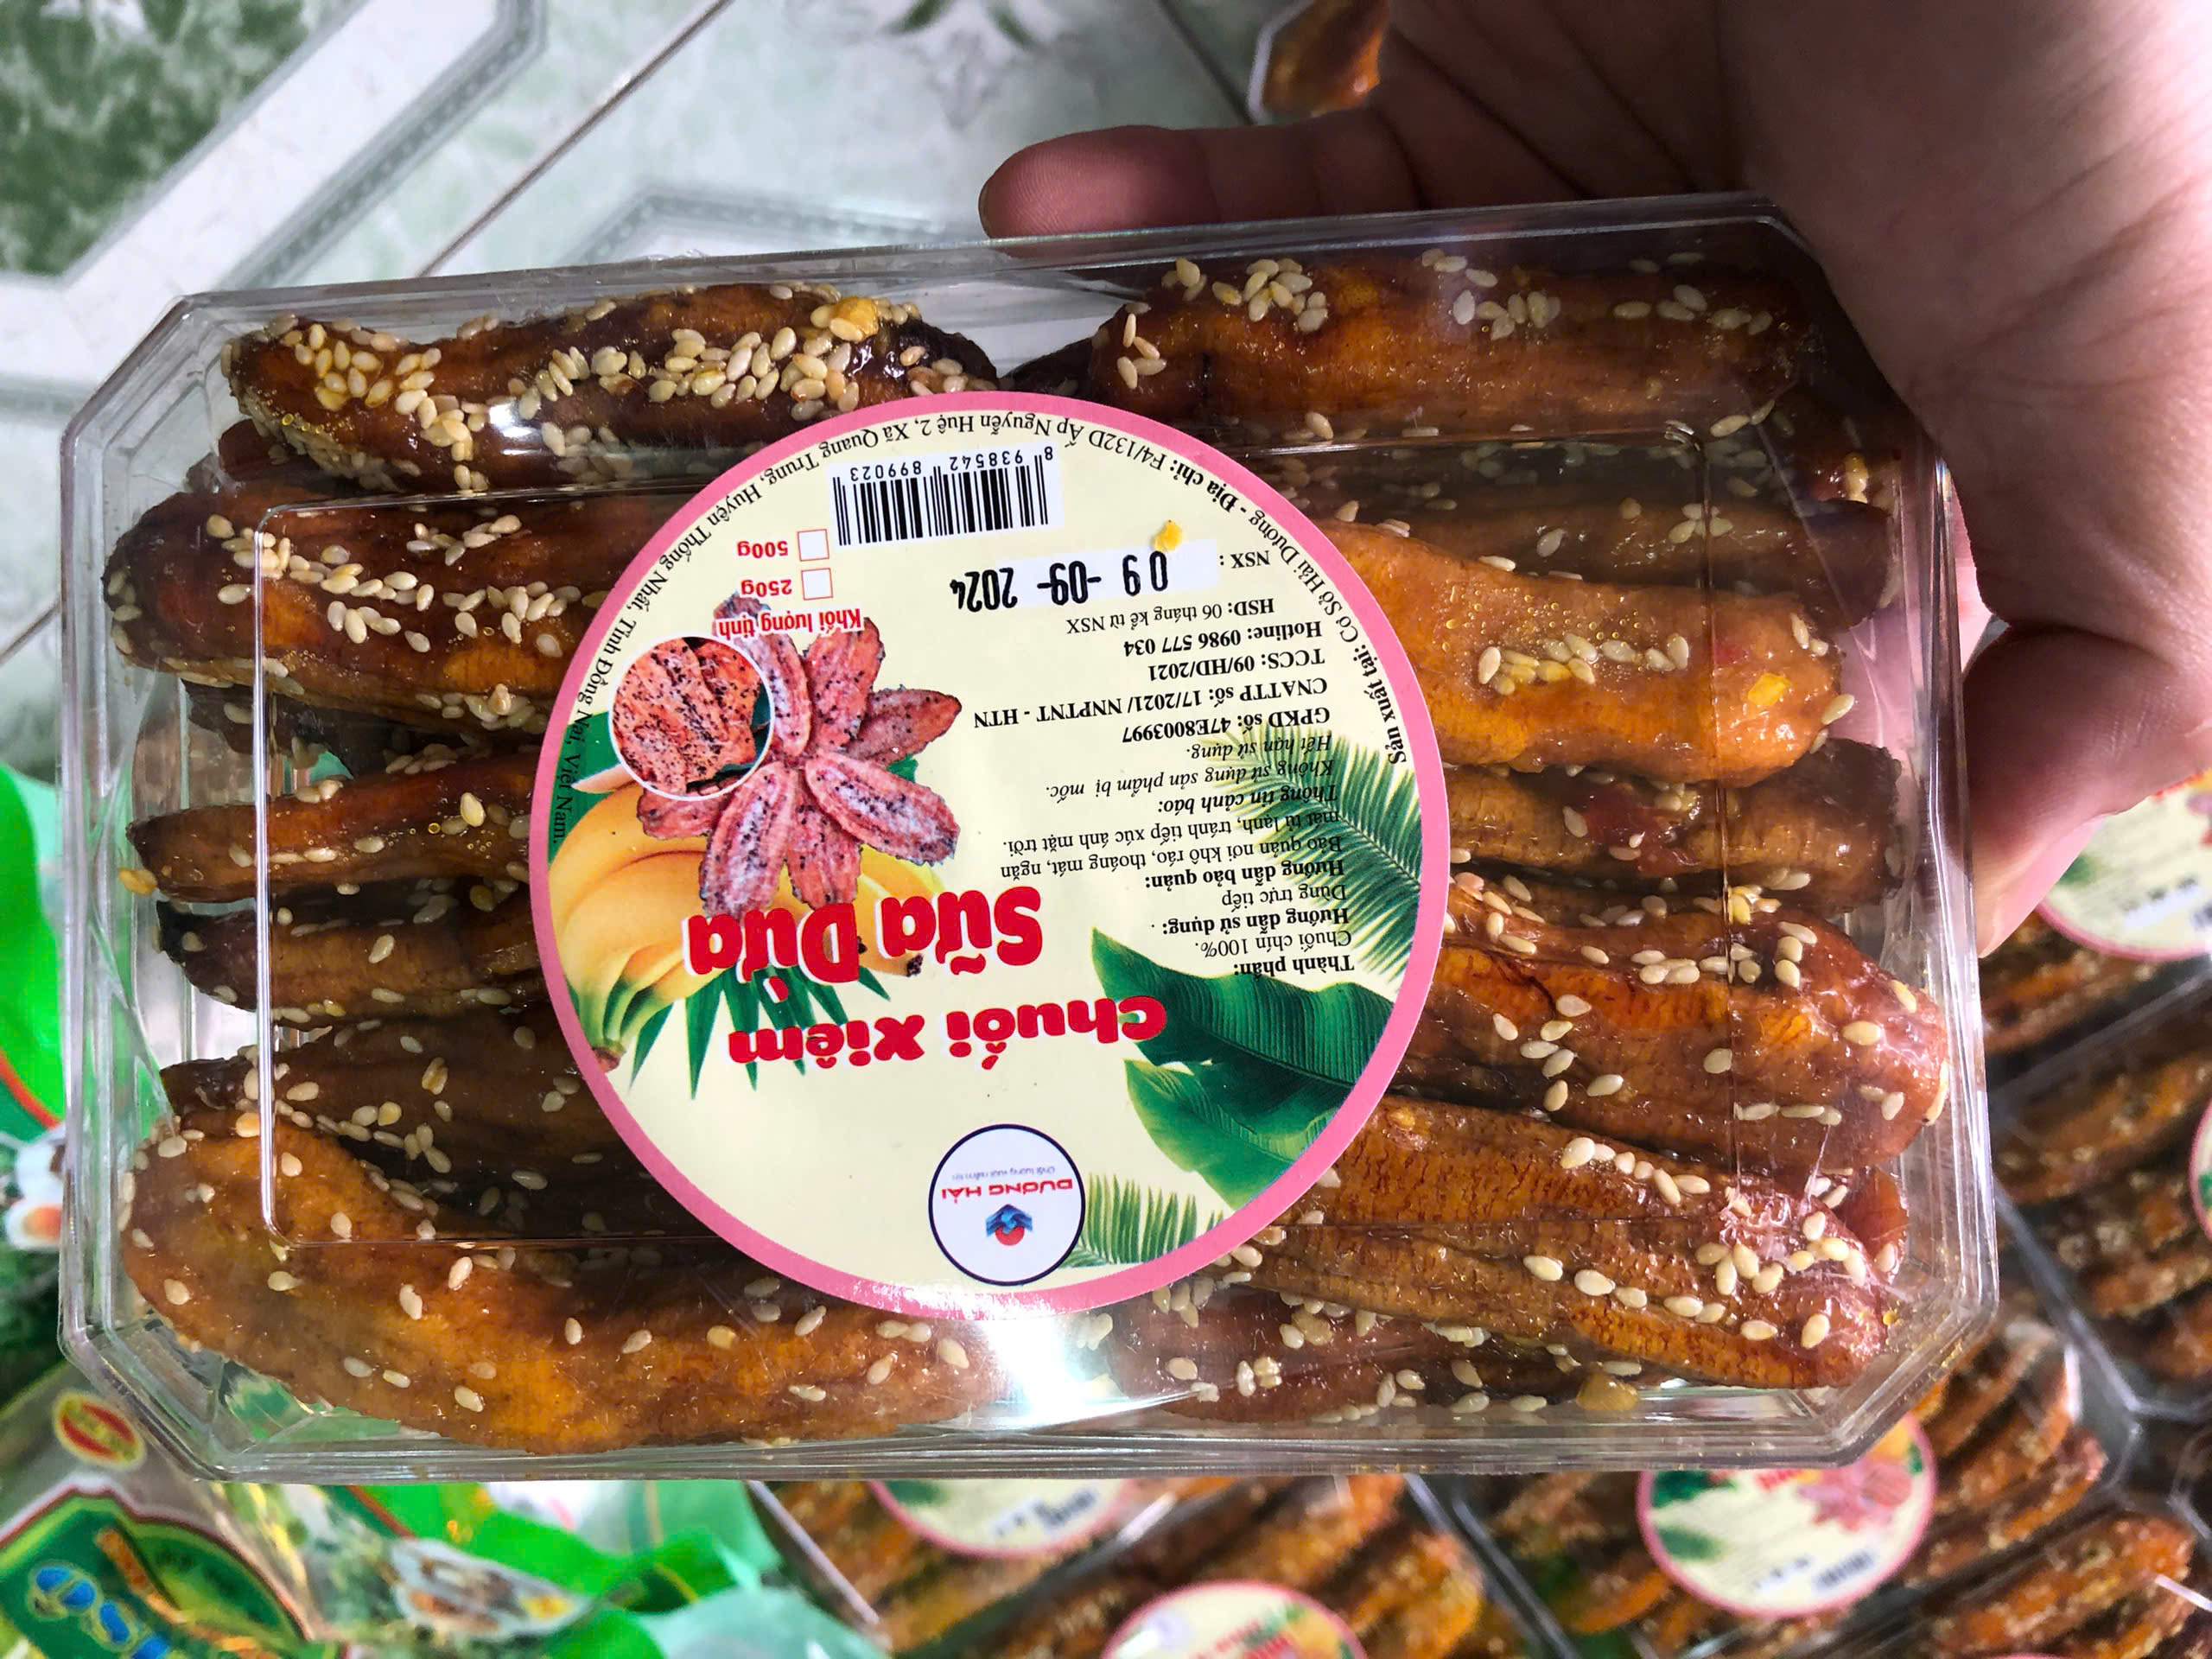 DƯƠNG HẢI
Chất lượng vượt niềm tin
Chuối Xiêm
Sữa Dừa
Thành phần:
Chuối chín 100%.
Hướng dẫn sử dụng:
Dùng trực tiếp
Hướng dẫn bảo quản:
Bảo quản nơi khô ráo, thoáng mát, ngăn
mát tủ lạnh, tránh tiếp xúc ánh mặt trời.
Thông tin cảnh báo:
Không sử dụng sản phẩm bị mốc.
Hết hạn sử dụng.
GPKD số: 47E8003997
CNATTP số: 17/2021/ NNPTNT - HTN
TCCS: 09/HD/2021
Hotline: 0986 577 034
HSD: 06 tháng kể từ NSX
NSX : 09 -09- 2024
Khối lượng tịnh
250g
500g
8 938542 899023
Sản xuất tại: Cơ Sở Hải Dương - Địa chỉ: F4/132D Ấp Nguyễn Huệ 2, Xã Quang Trung, Huyện Thống Nhất, Tỉnh Đồng Nai, Việt Nam.